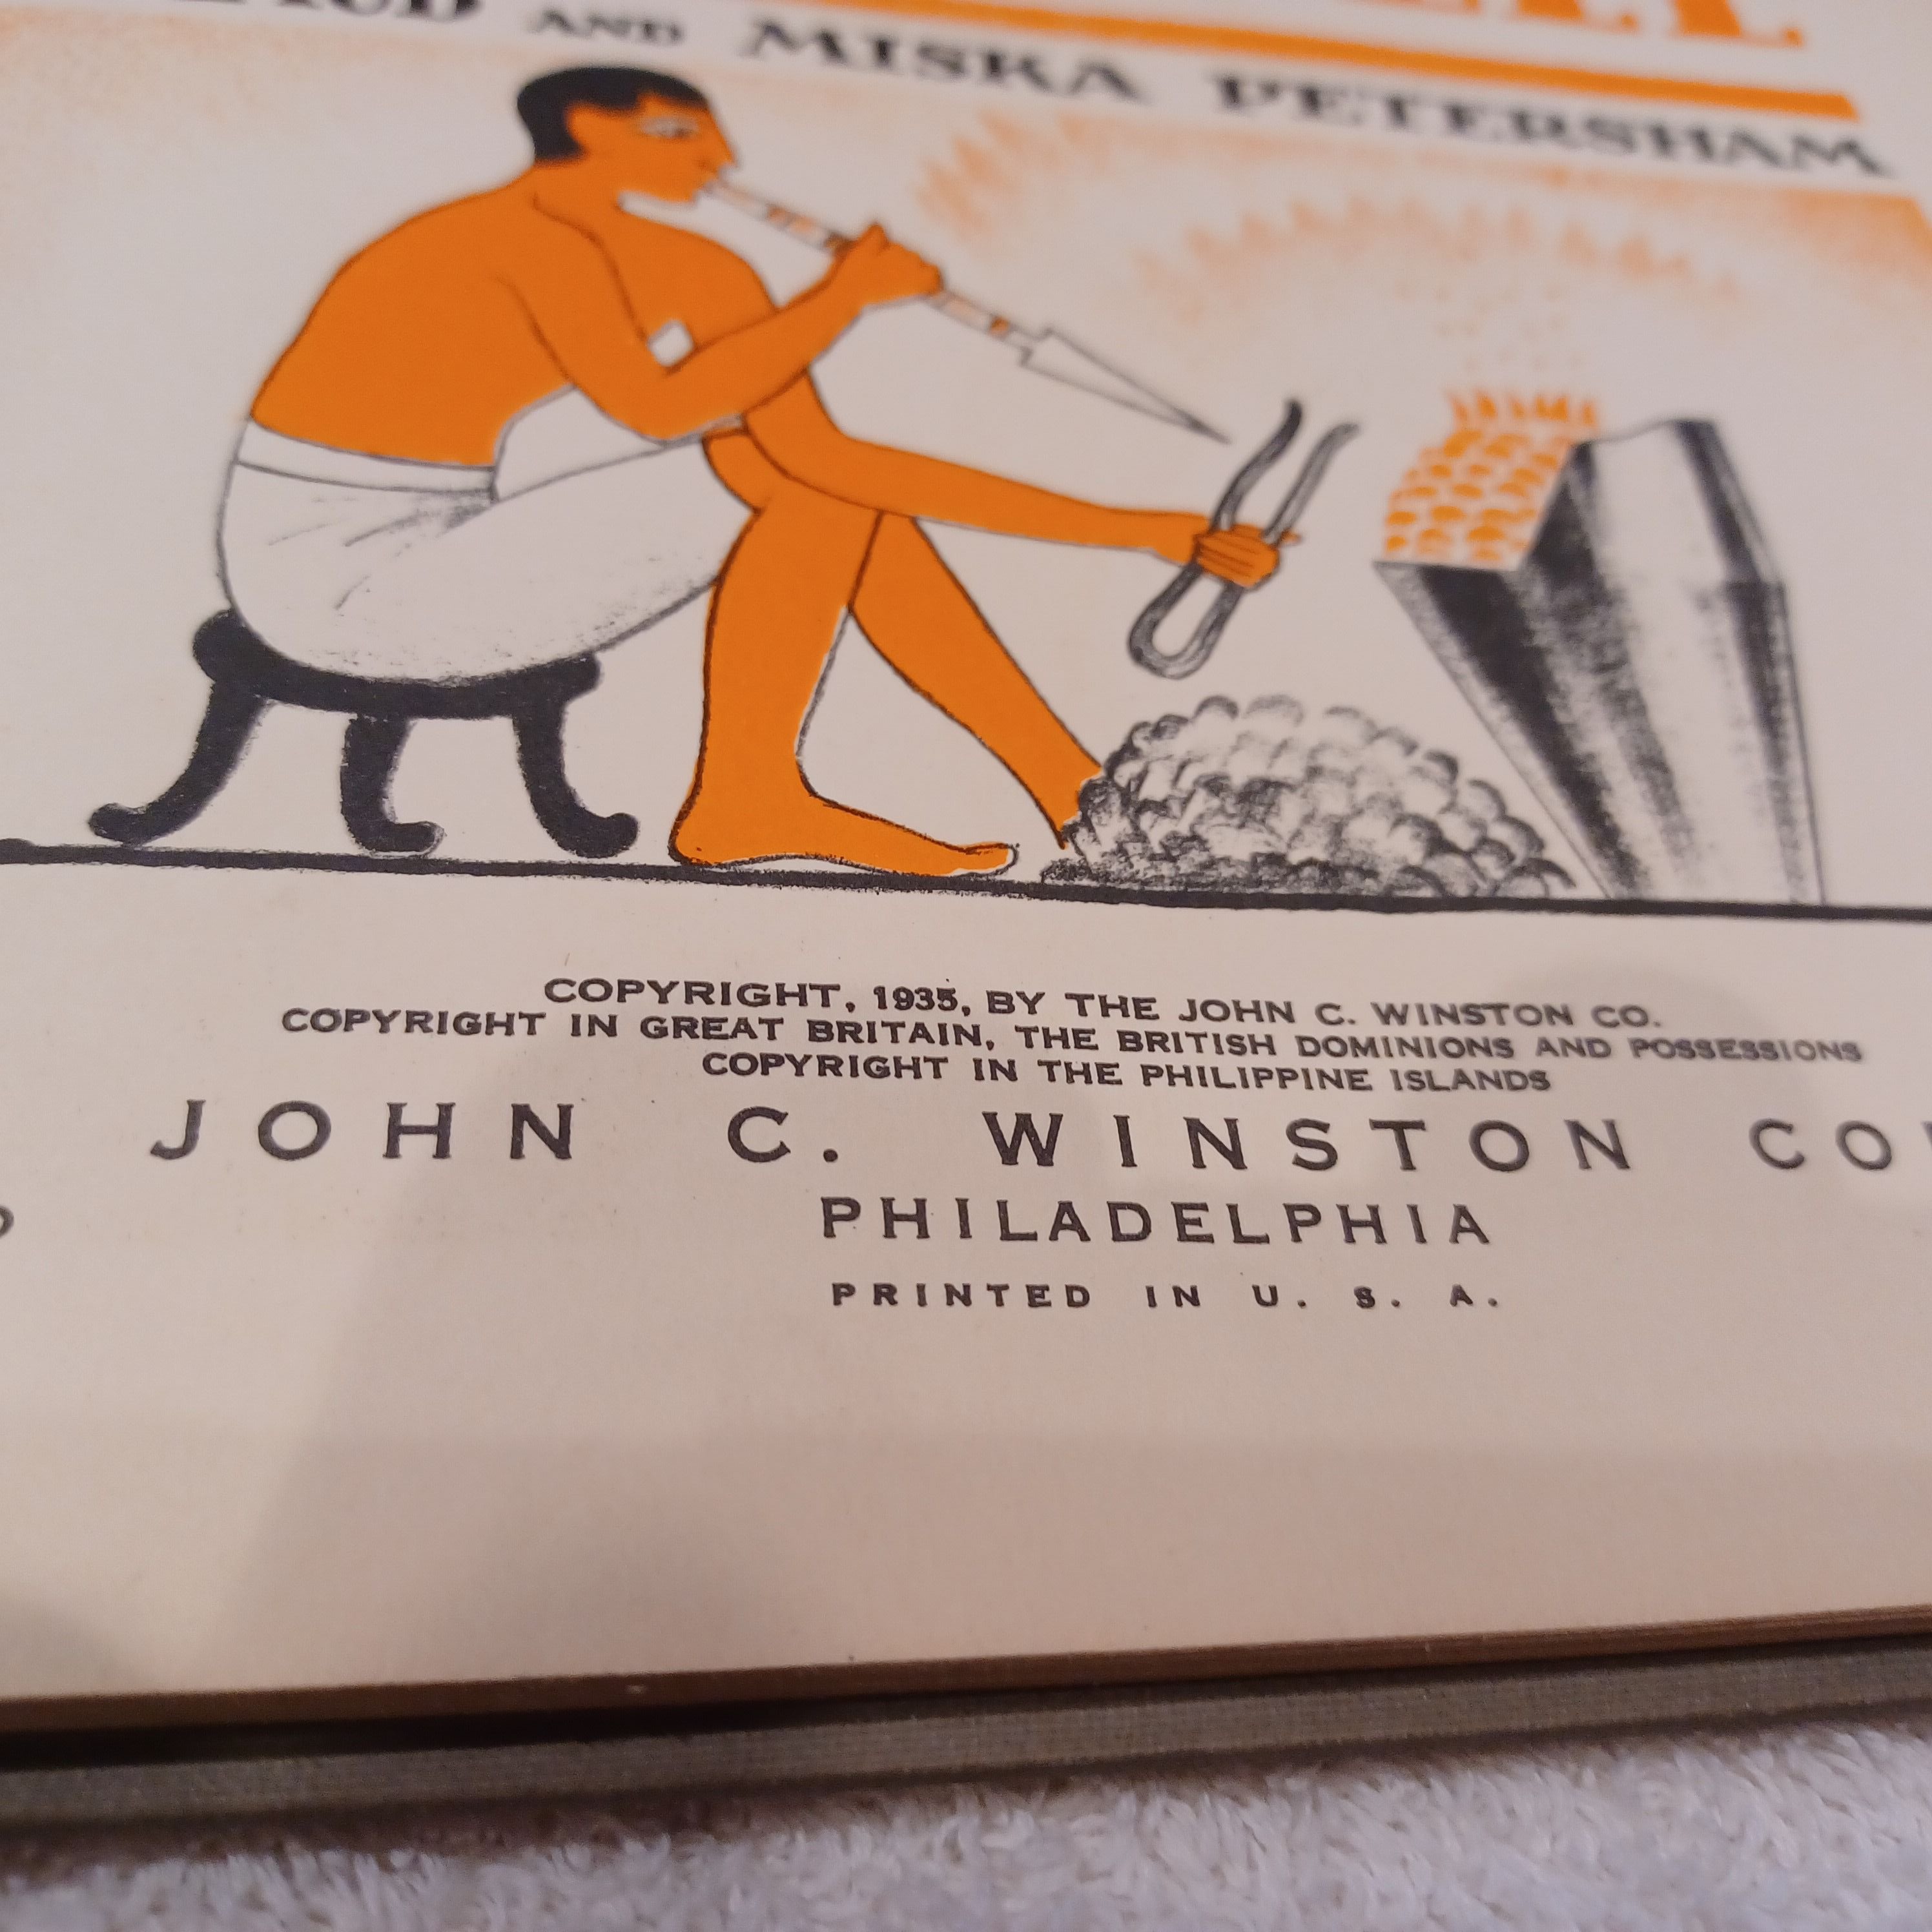 AND MISKA PETERSHAM
COPYRIGHT, 1935, BY THE JOHN C. WINSTON CO.
COPYRIGHT IN GREAT BRITAIN, THE BRITISH DOMINIONS AND POSSESSIONS
COPYRIGHT IN THE PHILIPPINE ISLANDS
JOHN C. WINSTON CO
PHILADELPHIA
PRINTED IN U. S. A.